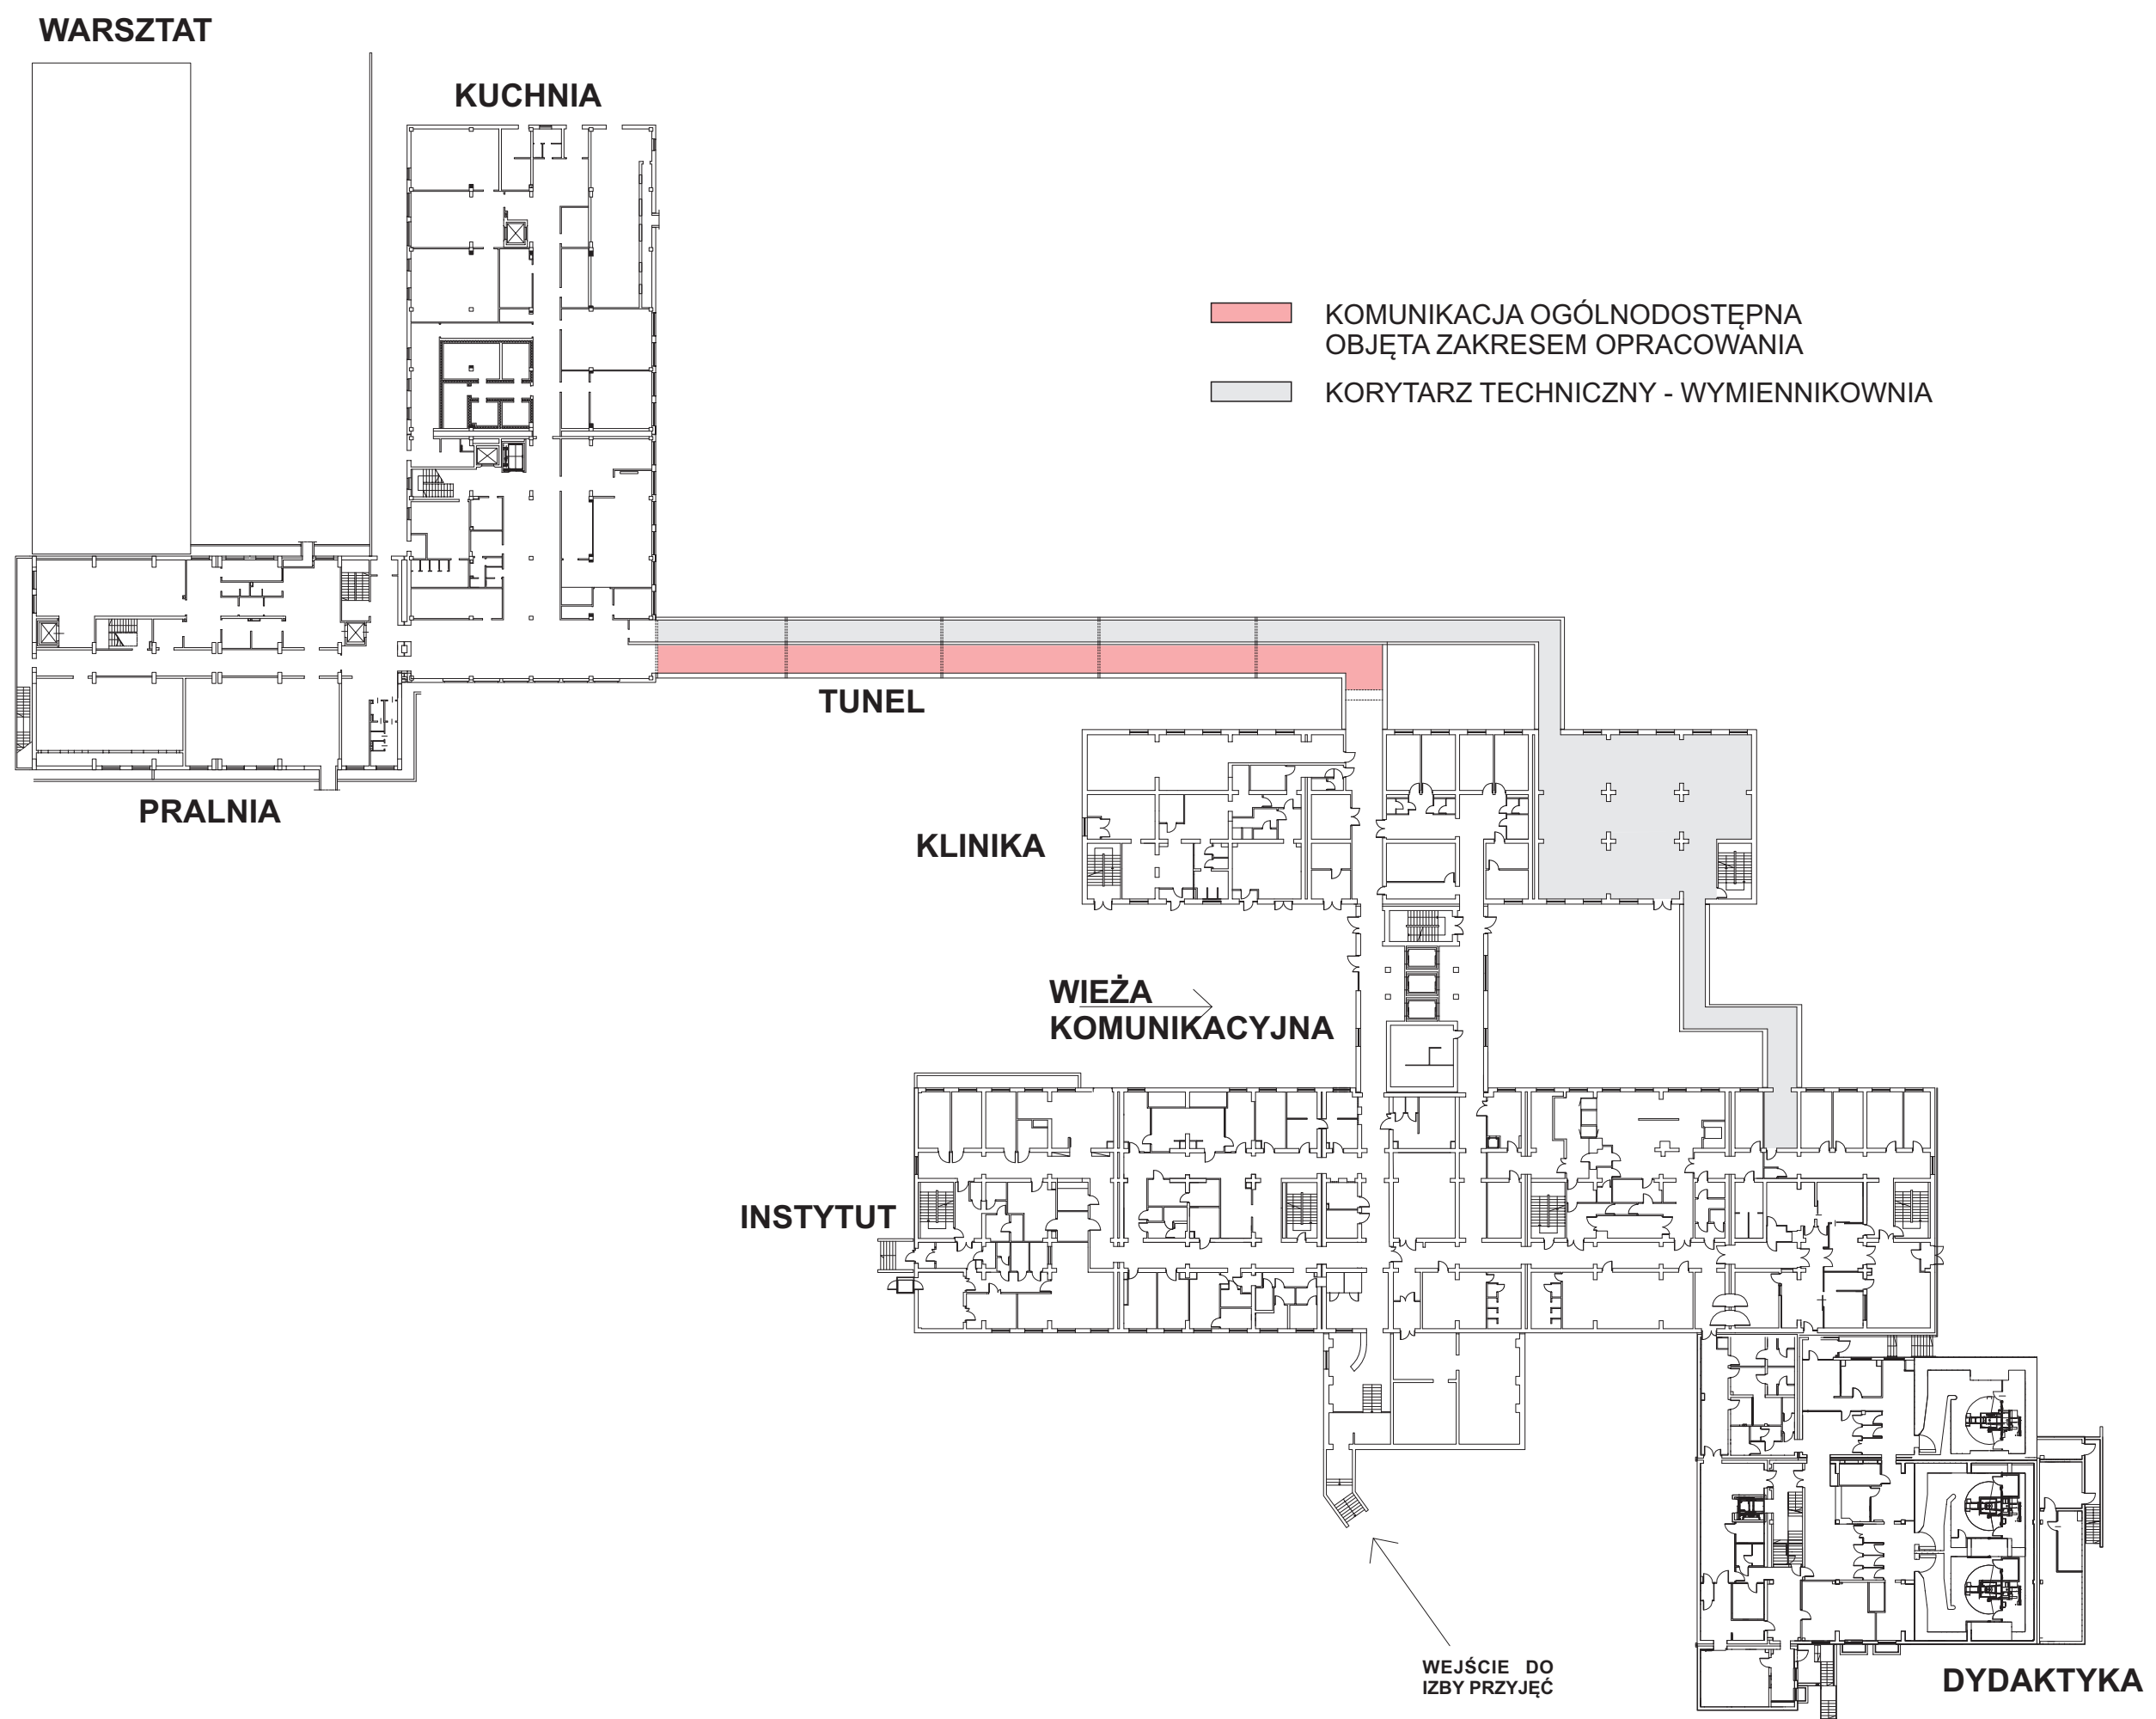 WARSZTAT
KUCHNIA
KOMUNIKACJA OGÓLNODOSTĘPNA
OBJĘTA ZAKRESEM OPRACOWANIA
KORYTARZ TECHNICZNY - WYMIENNIKOWNIA
TUNEL
PRALNIA
KLINIKA
WIEŻA
KOMUNIKACYJNA
INSTYTUT
WEJŚCIE DO
IZBY PRZYJĘĆ
DYDAKTYKA